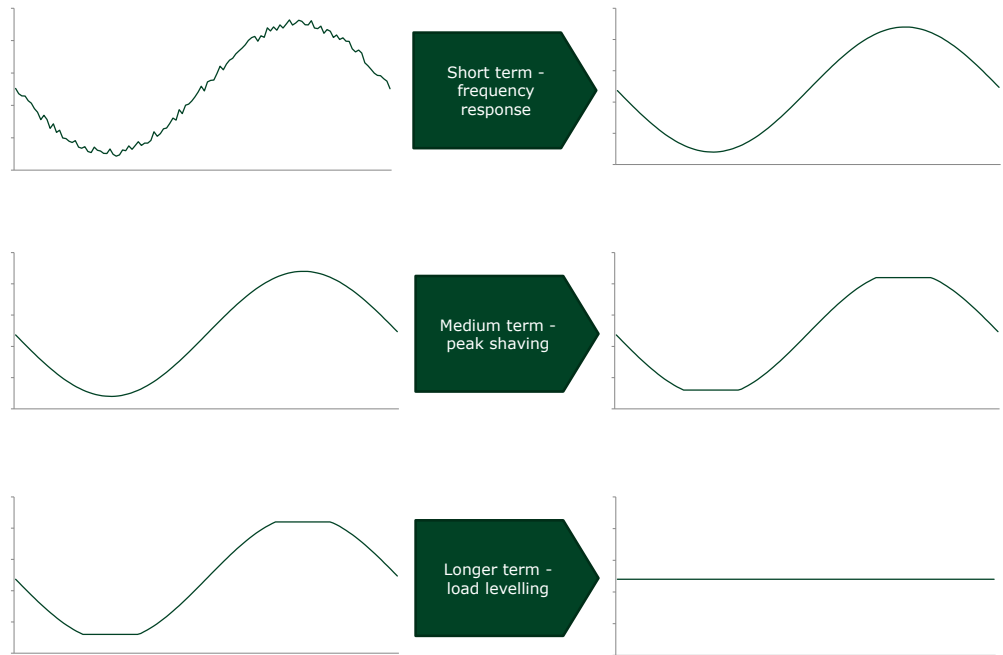 Short term -
frequency
response
Medium term -
peak shaving
Longer term -
load levelling